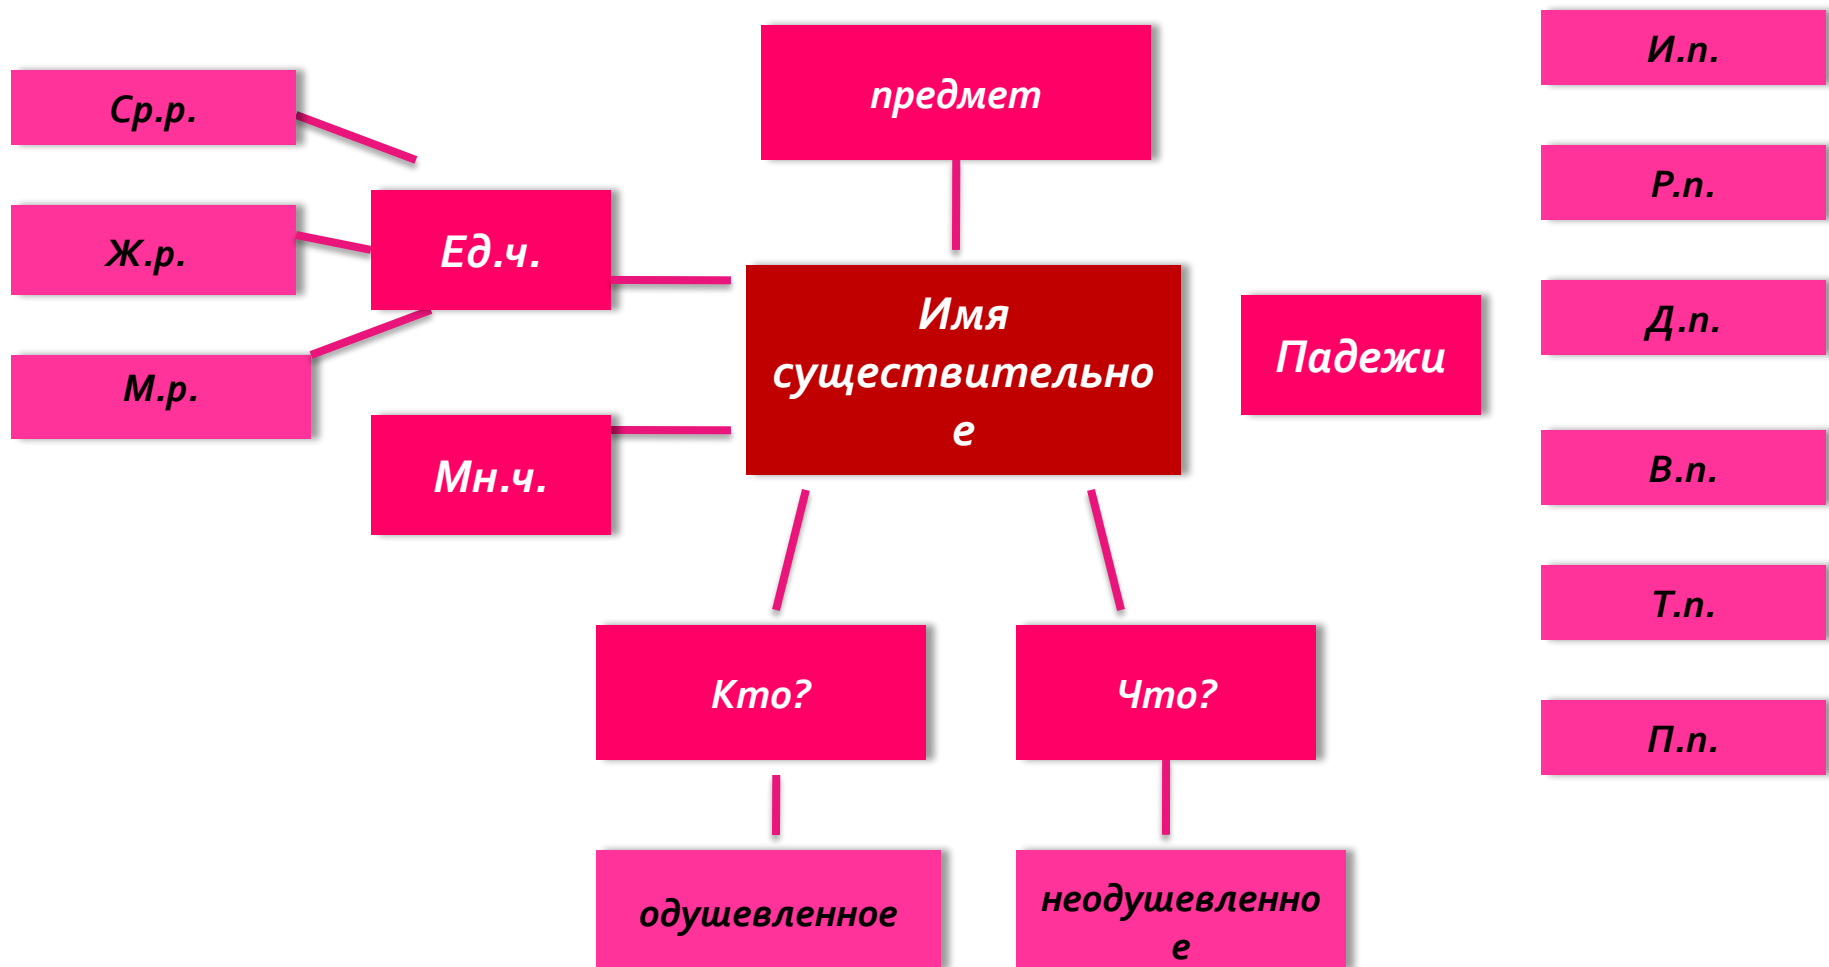 предмет
Ср.р.
Ж.р.
М.р.
Ед.ч.
Мн.ч.
Имя
существительно
е
Падежи
И.п.
Р.п.
Д.п.
В.п.
Т.п.
П.п.
Кто?
Что?
одушевленное
неодушевленно
е